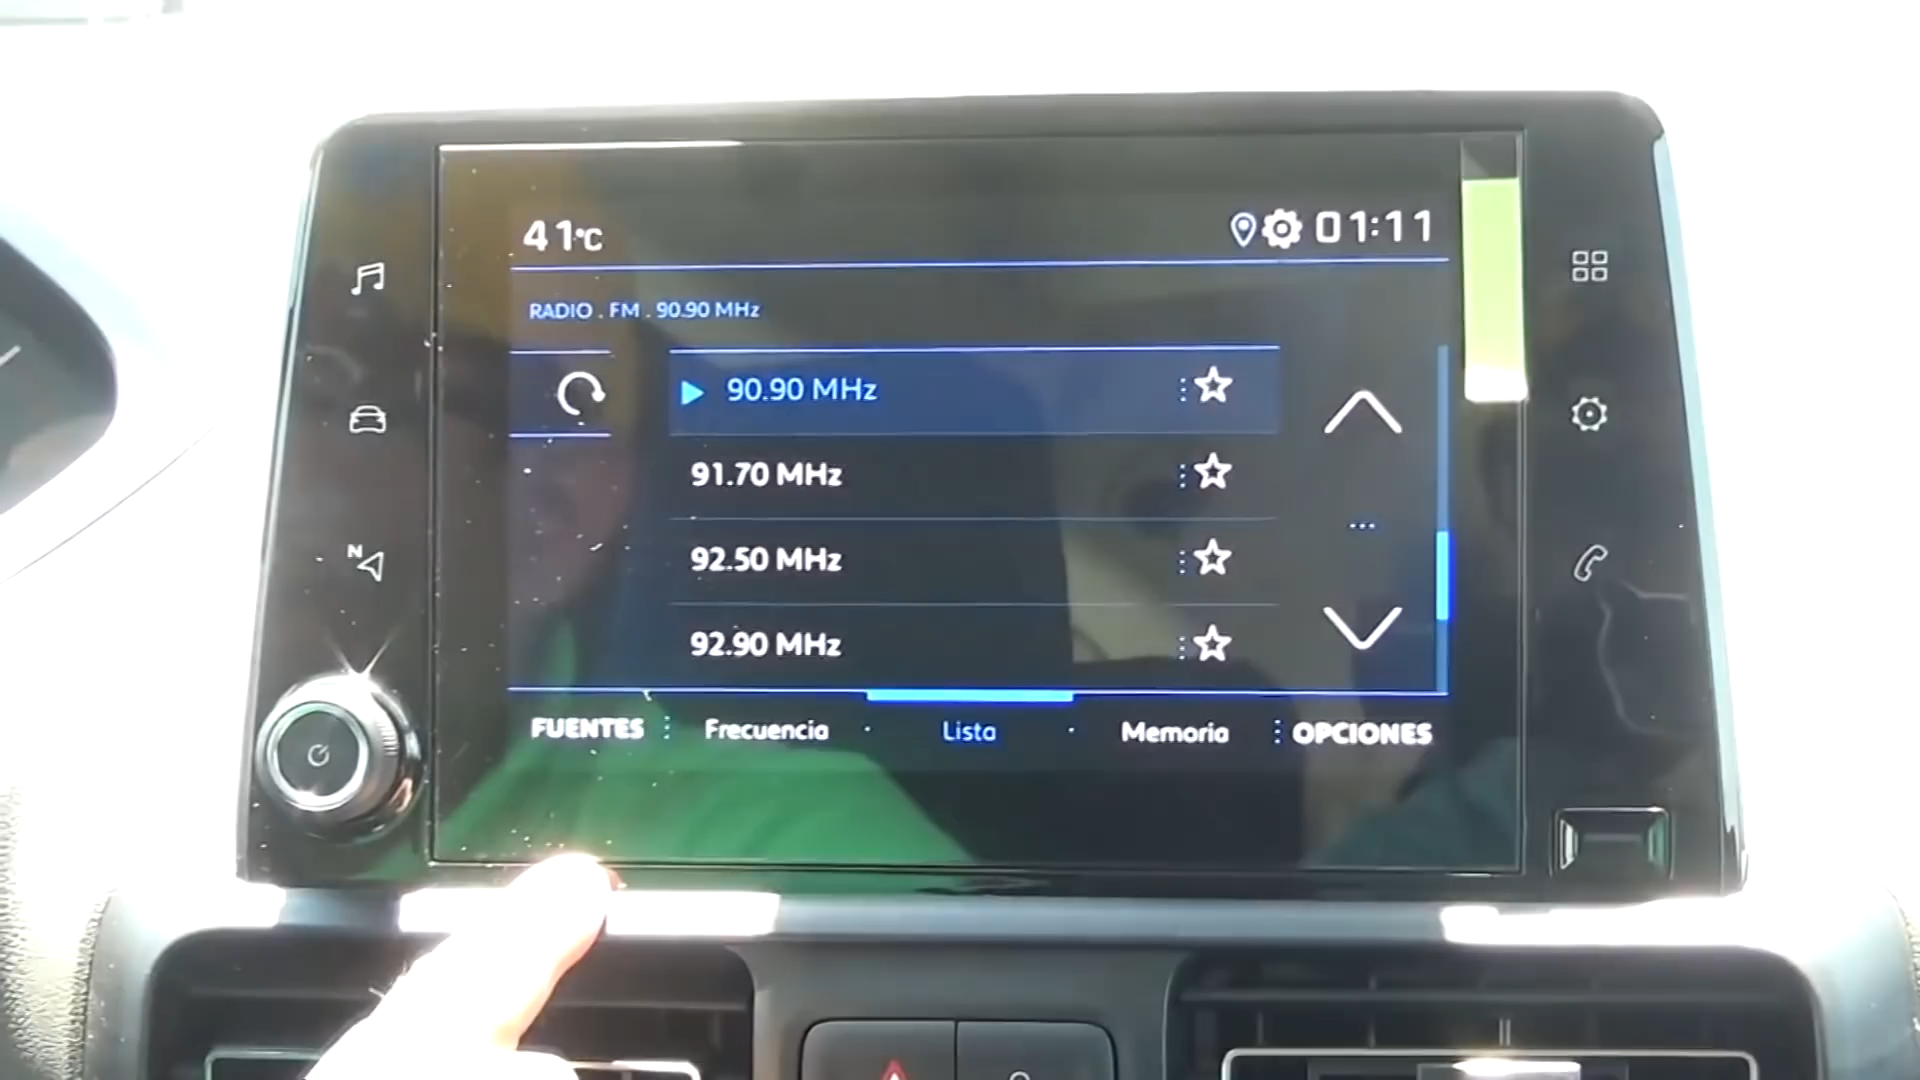 41°C
01:11
RADIO . FM . 90.90 MHz
90.90 MHz
91.70 MHz
92.50 MHz
92.90 MHz
FUENTES
Frecuencia
Lista
Memoria
OPCIONES
N